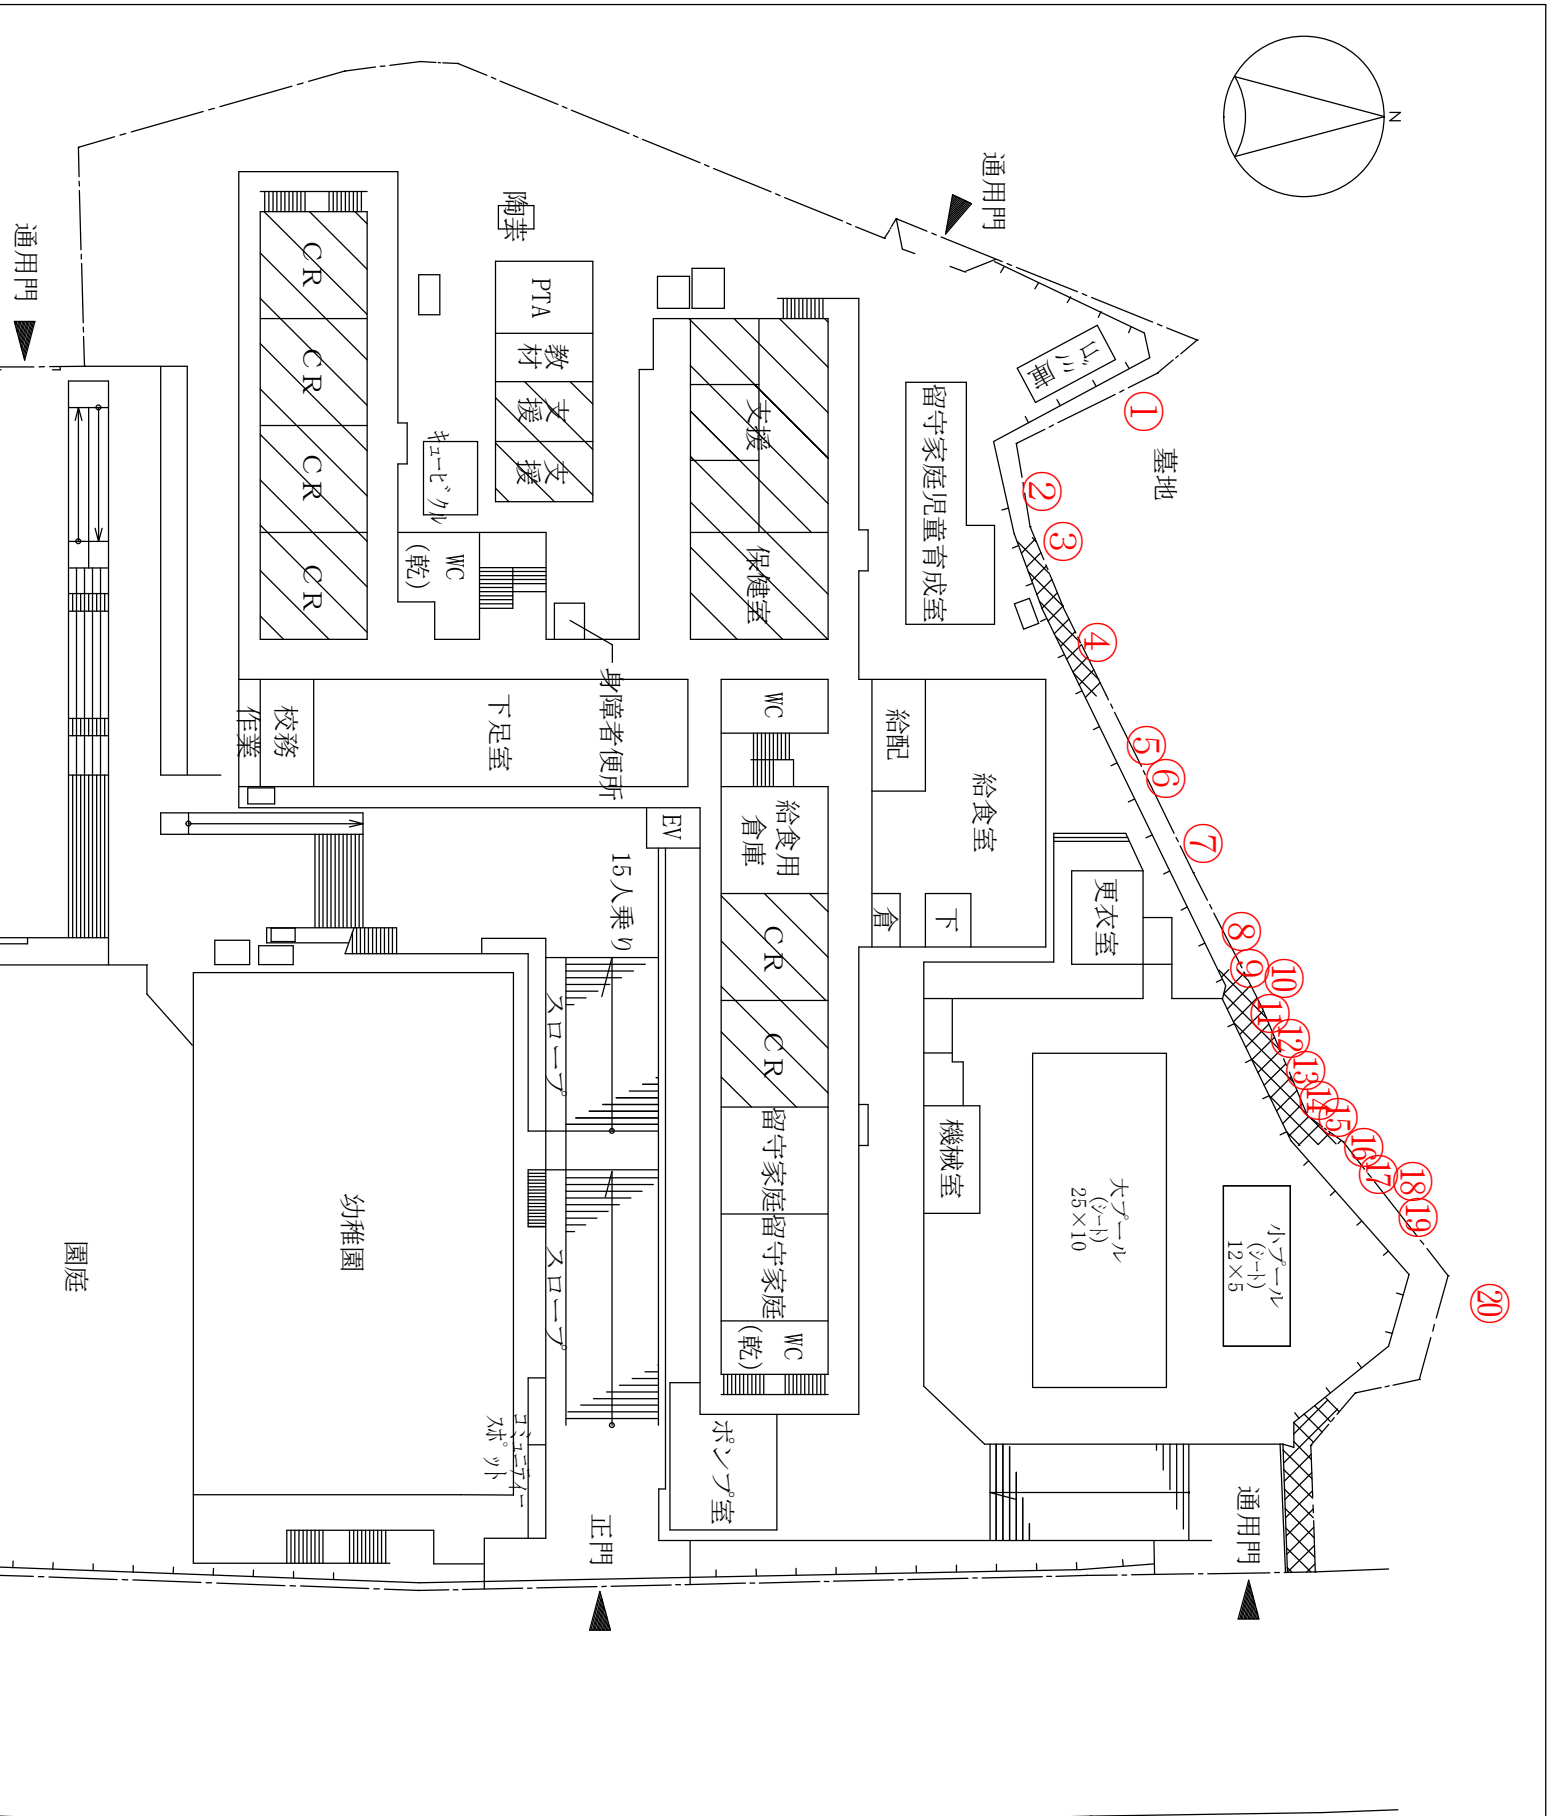 N
通用門
ゴミ庫
①
墓地
②
③
④
⑤
⑥
⑦
⑧
⑨
⑩
⑪
⑫
⑬
⑭
⑮
⑯
⑰
⑱
⑲
⑳
留守家庭児童育成室
給配
給食室
倉
下
更衣室
機械室
大プール
(シート)
25×10
小プール
(シート)
12×5
通用門
支援
保健室
WC
給食用
倉庫
CR
CR
留守家庭
留守家庭
WC
(乾)
ポンプ室
陶芸
PTA
教材
支援
支援
キュービクル
WC
(乾)
身障者便所
下足室
EV
15人乗り
スロープ
スロープ
コミュニティー
スポット
正門
CR
CR
CR
CR
校務
作業
幼稚園
園庭
通用門